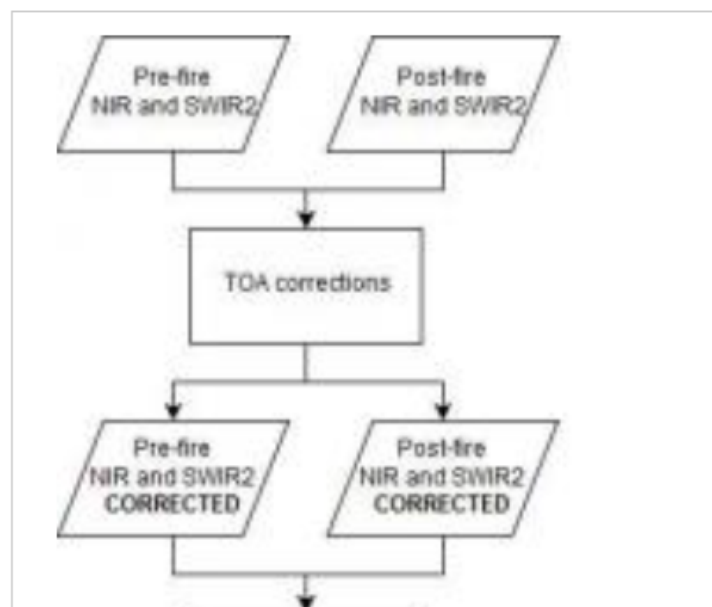 Pre-fire
NIR and SWIR2
Post-fire
NIR and SWIR2
TOA corrections
Pre-fire
NIR and SWIR2
CORRECTED
Post-fire
NIR and SWIR2
CORRECTED